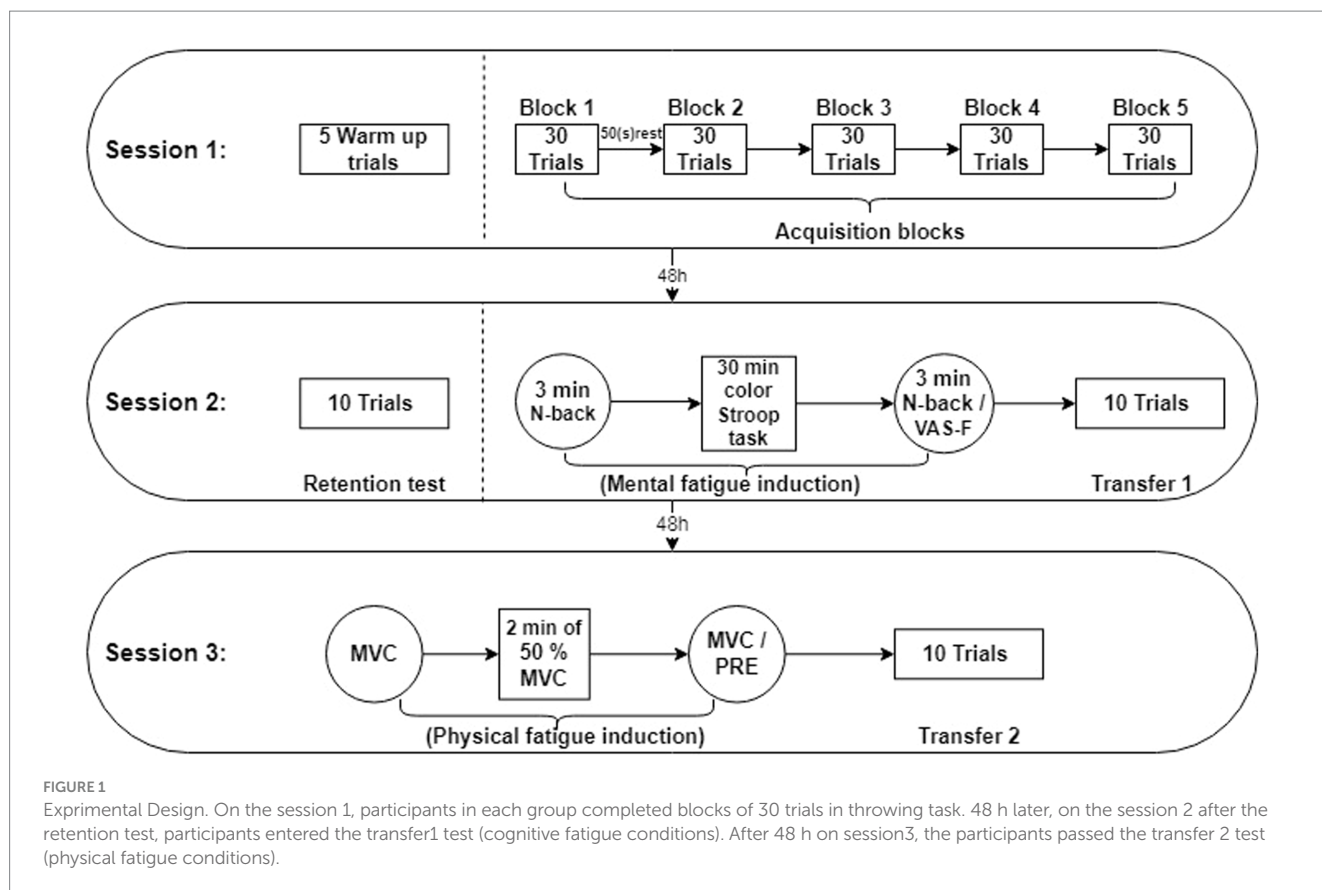 Session 1:
5 Warm up
trials
Block 1
30
Trials
50(s)rest
Block 2
30
Trials
Block 3
30
Trials
Block 4
30
Trials
Block 5
30
Trials
Acquisition blocks
48h
Session 2:
10 Trials
Retention test
3 min
N-back
30 min
color
Stroop
task
3 min
N-back /
VAS-F
10 Trials
(Mental fatigue induction)
Transfer 1
48h
Session 3:
MVC
2 min of
50 %
MVC
MVC /
PRE
10 Trials
(Physical fatigue induction)
Transfer 2
FIGURE 1
Exprimental Design. On the session 1, participants in each group completed blocks of 30 trials in throwing task. 48 h later, on the session 2 after the
retention test, participants entered the transfer1 test (cognitive fatigue conditions). After 48 h on session3, the participants passed the transfer 2 test
(physical fatigue conditions).